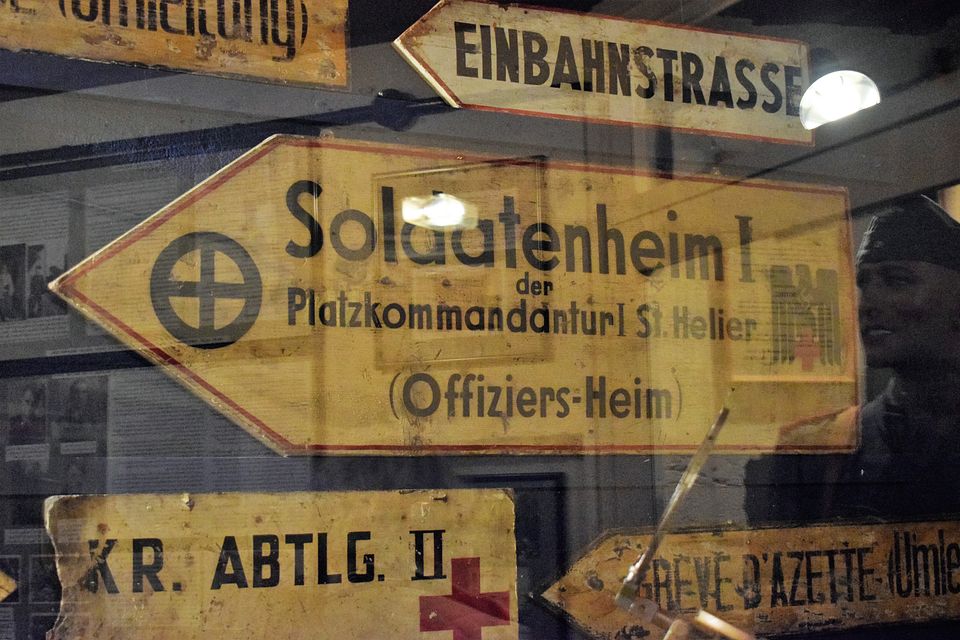 (Umleitung)
EINBAHNSTRASSE
Soldatenheim I
der
Platzkommandantur I St. Helier
(Offiziers-Heim)
KR. ABTLG. II
GREVE D'AZETTE (Umle